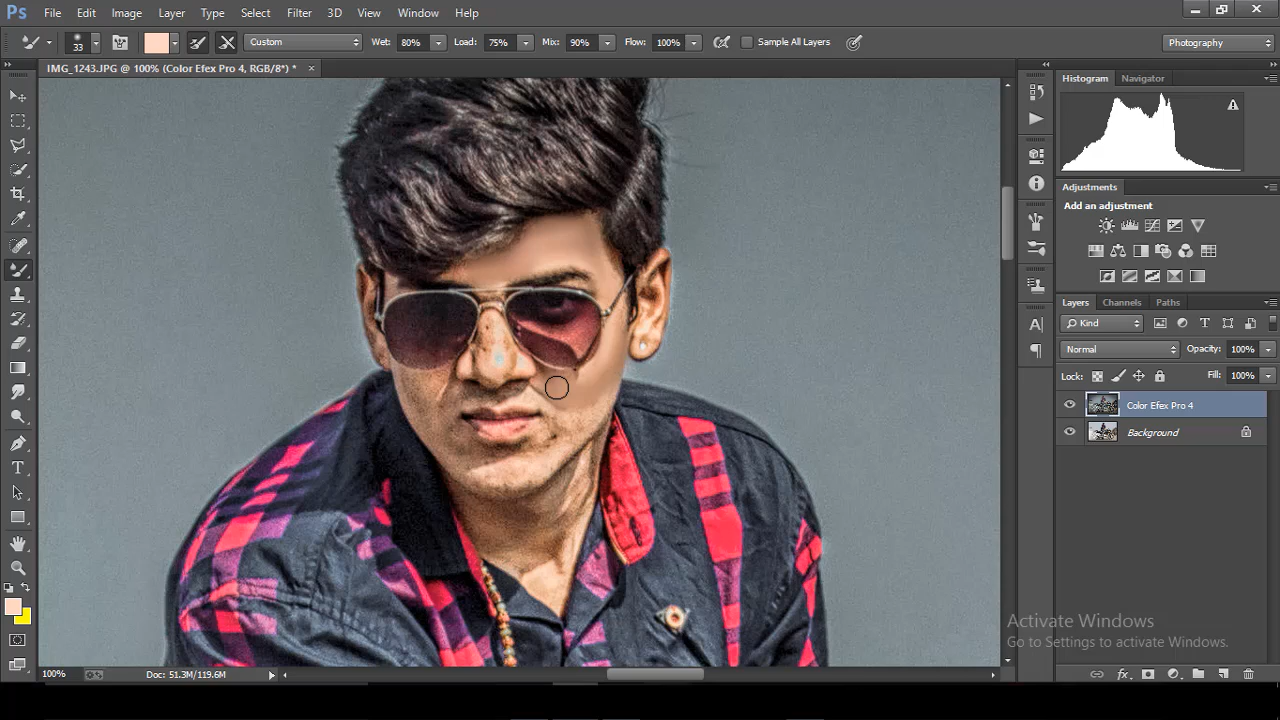 Ps File Edit Image Layer Type Select Filter 3D View Window Help
33 Custom Wet: 80% Load: 75% Mix: 90% Flow: 100% Sample All Layers Photography
IMG_1243.JPG @ 100% (Color Efex Pro 4, RGB/8*) *
Histogram Navigator
Adjustments
Add an adjustment
Layers Channels Paths
Kind
Normal Opacity: 100%
Lock: Fill: 100%
Color Efex Pro 4
Background
Activate Windows
Go to Settings to activate Windows.
100% Doc: 51.3M/119.6M